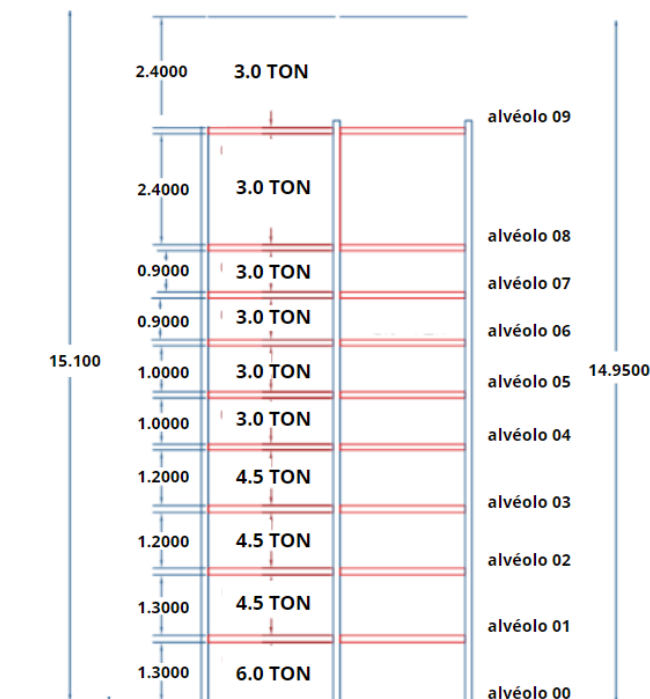 2.4000 3.0 TON
alvéolo 09
2.4000 3.0 TON
alvéolo 08
0.9000 3.0 TON
alvéolo 07
0.9000 3.0 TON
alvéolo 06
15.100
1.0000 3.0 TON
14.9500
alvéolo 05
1.0000 3.0 TON
alvéolo 04
1.2000 4.5 TON
alvéolo 03
1.2000 4.5 TON
alvéolo 02
1.3000 4.5 TON
alvéolo 01
1.3000 6.0 TON
alvéolo 00